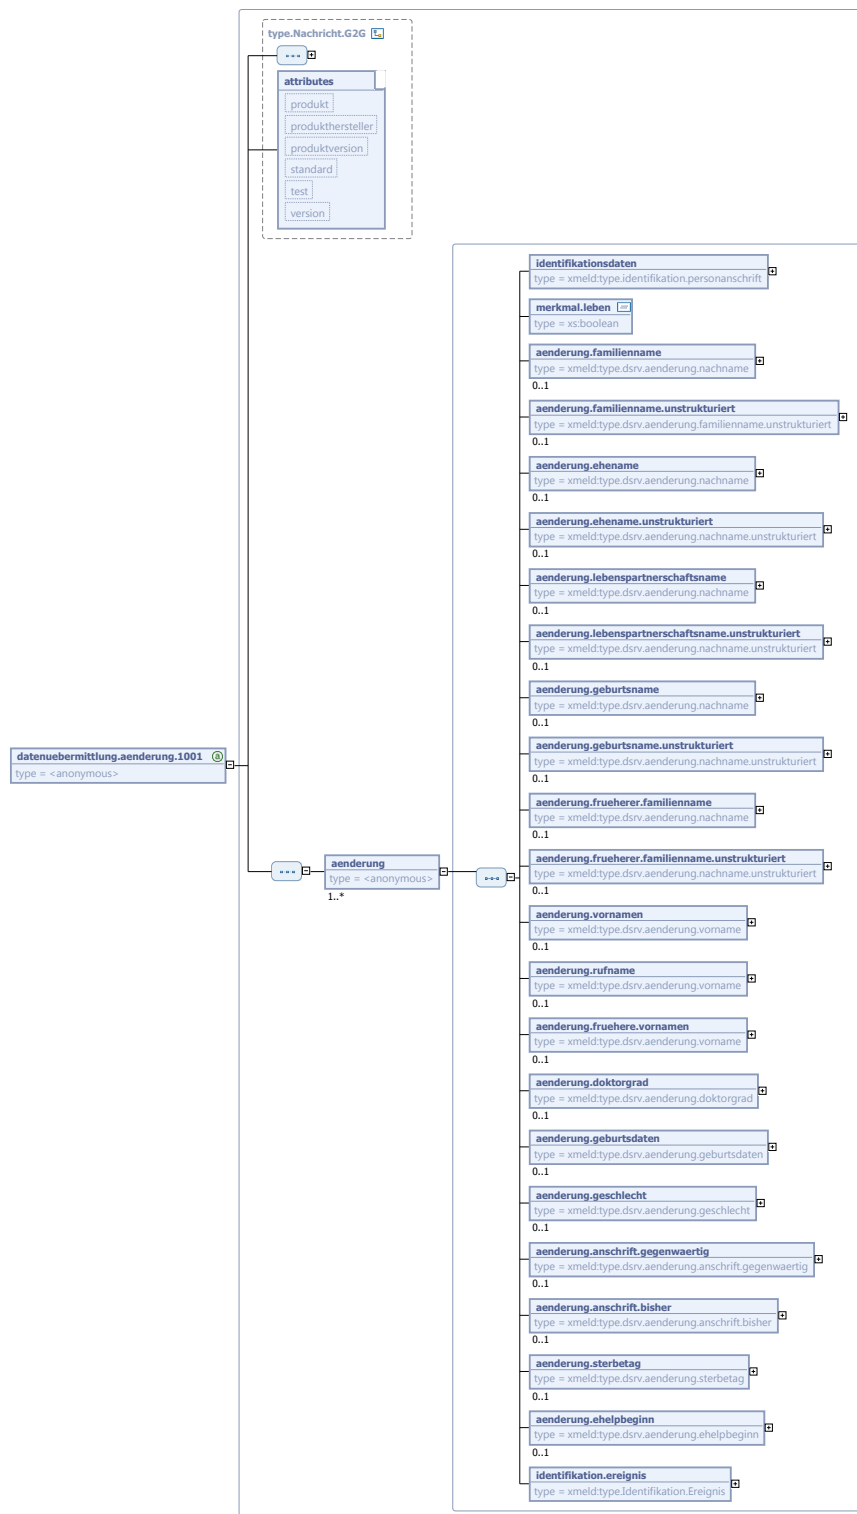 type.Nachricht.G2G
attributes
produkt
produkthersteller
produktversion
standard
test
version
identifikationsdaten
type = xmeld:type.identifikation.personanschrift
merkmal.leben
type = xs:boolean
aenderung.familienname
type = xmeld:type.dsrv.aenderung.nachname
0..1
aenderung.familienname.unstrukturiert
type = xmeld:type.dsrv.aenderung.familienname.unstrukturiert
0..1
aenderung.ehename
type = xmeld:type.dsrv.aenderung.nachname
0..1
aenderung.ehename.unstrukturiert
type = xmeld:type.dsrv.aenderung.nachname.unstrukturiert
0..1
aenderung.lebenspartnerschaftsname
type = xmeld:type.dsrv.aenderung.nachname
0..1
aenderung.lebenspartnerschaftsname.unstrukturiert
type = xmeld:type.dsrv.aenderung.nachname.unstrukturiert
0..1
aenderung.geburtsname
type = xmeld:type.dsrv.aenderung.nachname
0..1
aenderung.geburtsname.unstrukturiert
type = xmeld:type.dsrv.aenderung.nachname.unstrukturiert
0..1
datenuebermittlung.aenderung.1001
type = <anonymous>
aenderung.frueherer.familienname
type = xmeld:type.dsrv.aenderung.nachname
0..1
aenderung
type = <anonymous>
1..*
aenderung.frueherer.familienname.unstrukturiert
type = xmeld:type.dsrv.aenderung.nachname.unstrukturiert
0..1
aenderung.vornamen
type = xmeld:type.dsrv.aenderung.vorname
0..1
aenderung.rufname
type = xmeld:type.dsrv.aenderung.vorname
0..1
aenderung.fruehere.vornamen
type = xmeld:type.dsrv.aenderung.vorname
0..1
aenderung.doktorgrad
type = xmeld:type.dsrv.aenderung.doktorgrad
0..1
aenderung.geburtsdaten
type = xmeld:type.dsrv.aenderung.geburtsdaten
0..1
aenderung.geschlecht
type = xmeld:type.dsrv.aenderung.geschlecht
0..1
aenderung.anschrift.gegenwaertig
type = xmeld:type.dsrv.aenderung.anschrift.gegenwaertig
0..1
aenderung.anschrift.bisher
type = xmeld:type.dsrv.aenderung.anschrift.bisher
0..1
aenderung.sterbetag
type = xmeld:type.dsrv.aenderung.sterbetag
0..1
aenderung.ehelpbeginn
type = xmeld:type.dsrv.aenderung.ehelpbeginn
0..1
identifikation.ereignis
type = xmeld:type.Identifikation.Ereignis